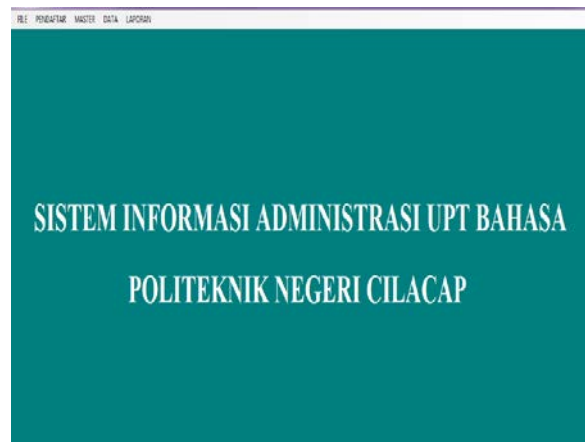 FILE PENDAFTAR MASTER DATA LAPORAN
SISTEM INFORMASI ADMINISTRASI UPT BAHASA
POLITEKNIK NEGERI CILACAP